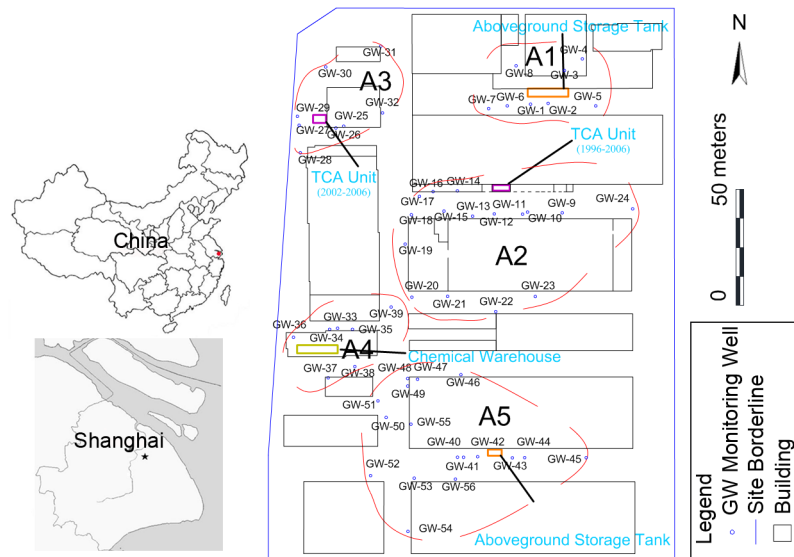 Aboveground Storage Tank
N
GW-31
GW-4
A1
GW-30
A3
GW-8
GW-3
GW-29
GW-25
GW-32
GW-6
GW-5
GW-7
GW-1
GW-2
GW-27
GW-26
TCA Unit
(1996-2006)
GW-28
TCA Unit
(2002-2006)
GW-16
GW-14
GW-17
GW-13
GW-11
GW-9
GW-24
GW-18
GW-15
GW-12
GW-10
China
GW-19
A2
50 meters
0
GW-20
GW-21
GW-23
GW-22
GW-39
GW-33
GW-36
GW-35
GW-34
A4
Chemical Warehouse
GW-37
GW-38
GW-48
GW-47
GW-46
GW-49
GW-51
A5
GW-50
GW-55
Shanghai
GW-40
GW-42
GW-44
GW-41
GW-43
GW-45
GW-52
GW-53
GW-56
GW-54
Aboveground Storage Tank
Legend
GW Monitoring Well
Site Borderline
Building